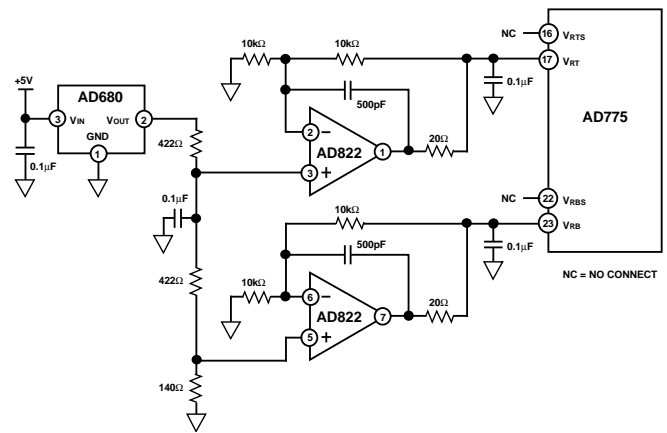 10kΩ
10kΩ
NC
16
VRTS
17
VRT
0.1µF
AD775
+5V
AD680
3
VIN
VOUT
2
GND
1
0.1µF
422Ω
500pF
2
–
AD822
1
3
+
20Ω
0.1µF
NC
22
VRBS
23
VRB
0.1µF
10kΩ
500pF
NC = NO CONNECT
422Ω
10kΩ
6
–
AD822
7
5
+
20Ω
140Ω